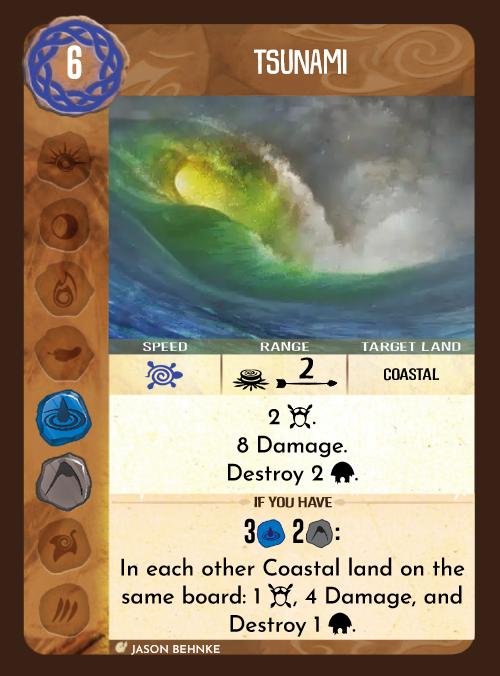 6
TSUNAMI
SPEED RANGE TARGET LAND
2 COASTAL
2 .
8 Damage.
Destroy 2 .
IF YOU HAVE
3 2 :
In each other Coastal land on the
same board: 1 , 4 Damage, and
Destroy 1 .
JASON BEHNKE